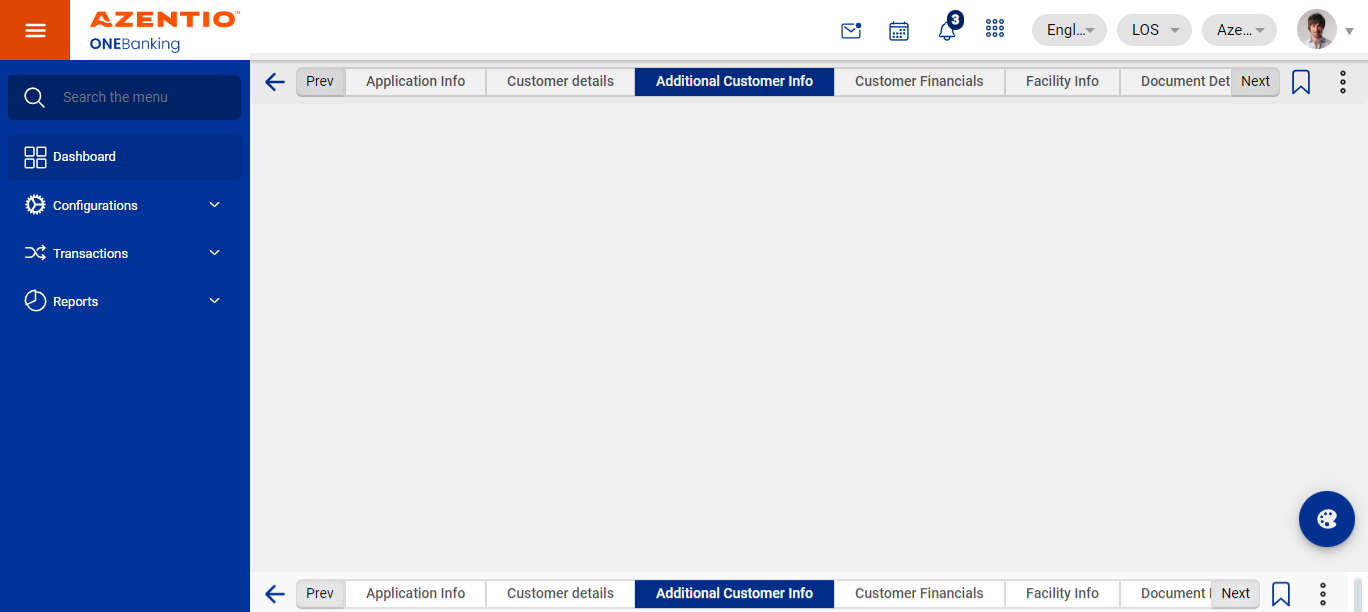 AZENTIO™
ONEBanking
3
Engl...
LOS
Aze...
Search the menu
Dashboard
Configurations
Transactions
Reports
Prev Application Info Customer details Additional Customer Info Customer Financials Facility Info Document Det Next
Prev Application Info Customer details Additional Customer Info Customer Financials Facility Info Document Next